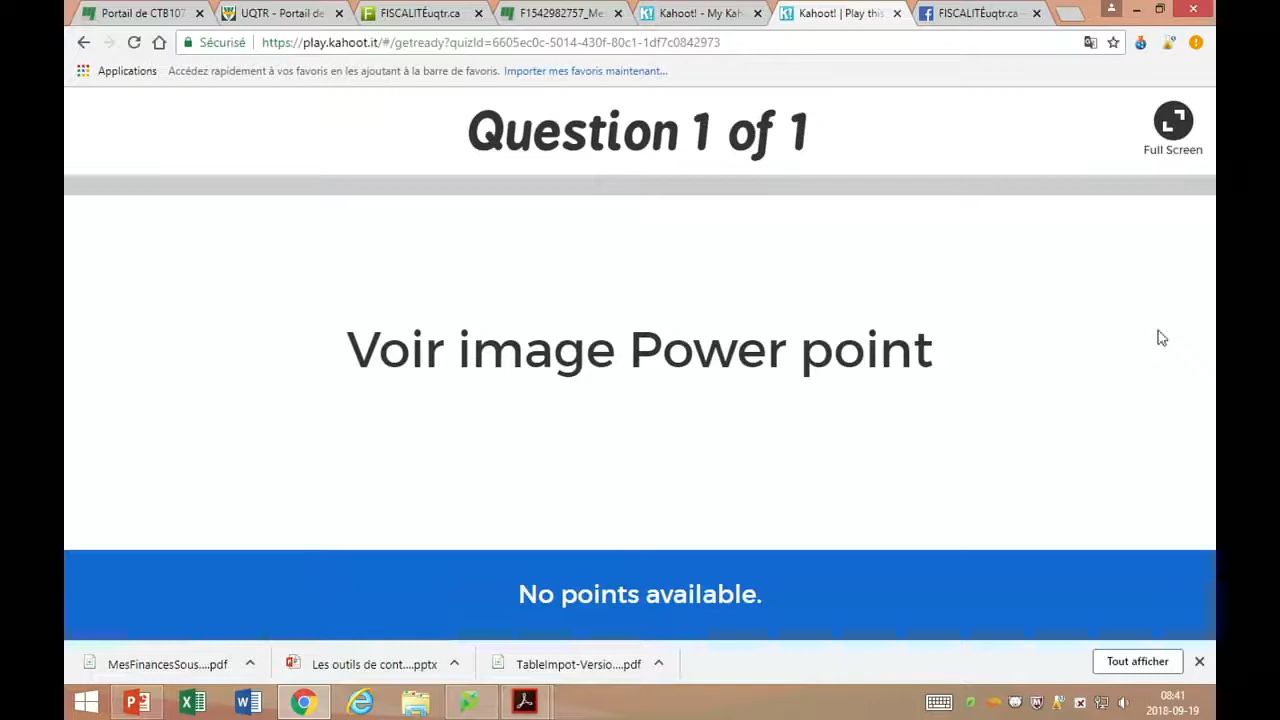 Portail de CTB107
UQTR - Portail de
FISCALITÉuqtr.ca
F1542982757_Me
Kahoot! - My Kah
Kahoot! | Play this
FISCALITÉuqtr.ca
Sécurisé
https://play.kahoot.it/#/getready?quizId=6605ec0c-5014-430f-80c1-1df7c0842973
Applications
Accédez rapidement à vos favoris en les ajoutant à la barre de favoris. Importer mes favoris maintenant...
Question 1 of 1
Full Screen
Voir image Power point
No points available.
MesFinancesSous....pdf
Les outils de cont....pptx
TableImpot-Versio....pdf
Tout afficher
08:41
2018-09-19